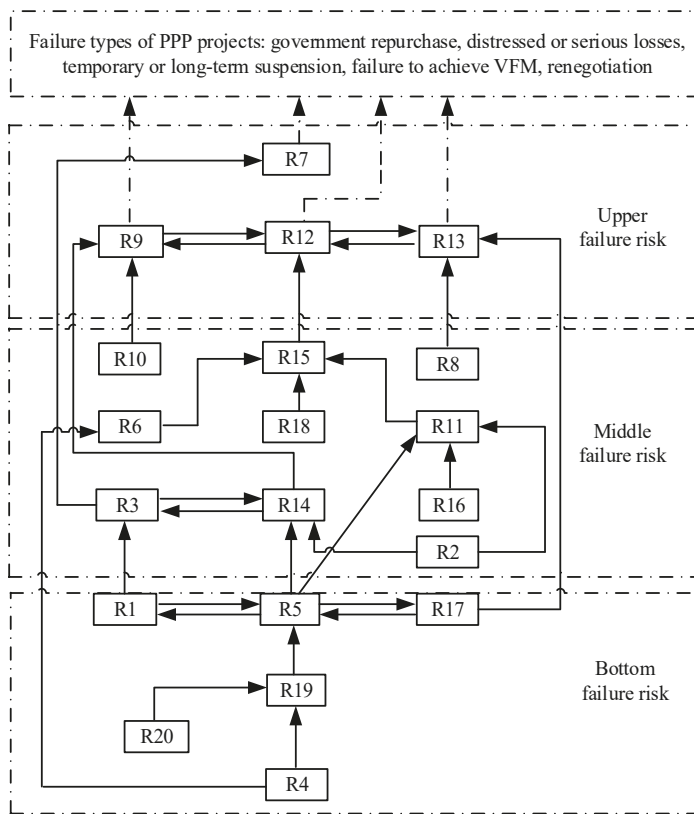 Failure types of PPP projects: government repurchase, distressed or serious losses,
temporary or long-term suspension, failure to achieve VFM, renegotiation
R7
R9
R12
R13
Upper
failure risk
R10
R15
R8
R6
R18
R11
Middle
failure risk
R3
R14
R16
R2
R1
R5
R17
R19
Bottom
failure risk
R20
R4